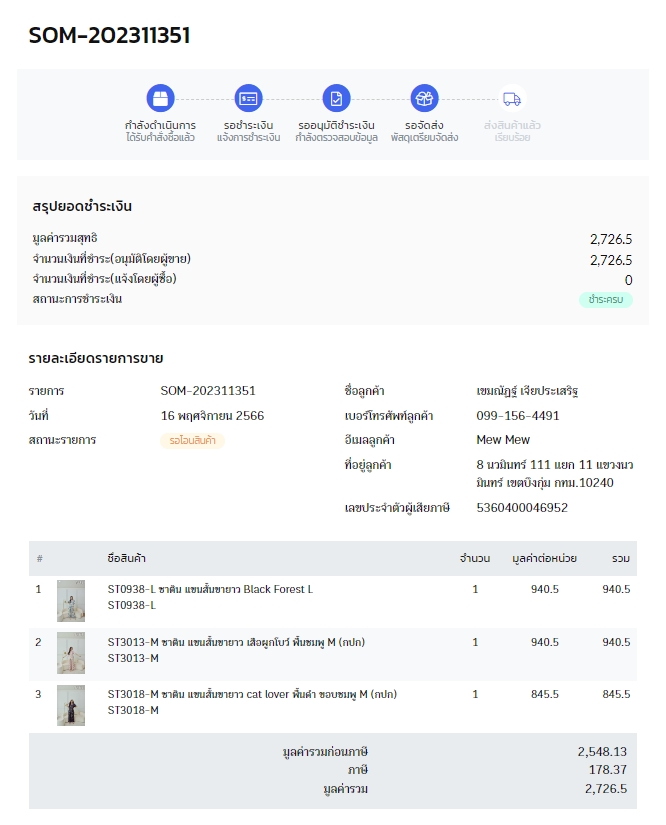 SOM-202311351
กำลังดำเนินการ
ได้รับคำสั่งซื้อแล้ว
รอชำระเงิน
แจ้งการชำระเงิน
รออนุมัติชำระเงิน
กำลังตรวจสอบข้อมูล
รอจัดส่ง
พัสดุเตรียมจัดส่ง
ส่งสินค้าแล้ว
เรียบร้อย
สรุปยอดชำระเงิน
มูลค่ารวมสุทธิ 2,726.5
จำนวนเงินที่ชำระ(อนุมัติโดยผู้ขาย) 2,726.5
จำนวนเงินที่ชำระ(แจ้งโดยผู้ซื้อ) 0
สถานะการชำระเงิน ชำระครบ
รายละเอียดรายการขาย
รายการ SOM-202311351
วันที่ 16 พฤศจิกายน 2566
สถานะรายการ รอโอนสินค้า
ชื่อลูกค้า เขมณัฏฐ์ เจียประเสริฐ
เบอร์โทรศัพท์ลูกค้า 099-156-4491
อีเมลลูกค้า Mew Mew
ที่อยู่ลูกค้า 8 นวมินทร์ 111 แยก 11 แขวงนว
มินทร์ เขตบึงกุ่ม กทม.10240
เลขประจำตัวผู้เสียภาษี 5360400046952
# ชื่อสินค้า จำนวน มูลค่าต่อหน่วย รวม
1 ST0938-L ซาติน แขนสั้นขายาว Black Forest L 1 940.5 940.5
ST0938-L
2 ST3013-M ซาติน แขนสั้นขายาว เสือผูกโบว์ พื้นชมพู M (กปก) 1 940.5 940.5
ST3013-M
3 ST3018-M ซาติน แขนสั้นขายาว cat lover พื้นดำ ขอบชมพู M (กปก) 1 845.5 845.5
ST3018-M
มูลค่ารวมก่อนภาษี 2,548.13
ภาษี 178.37
มูลค่ารวม 2,726.5